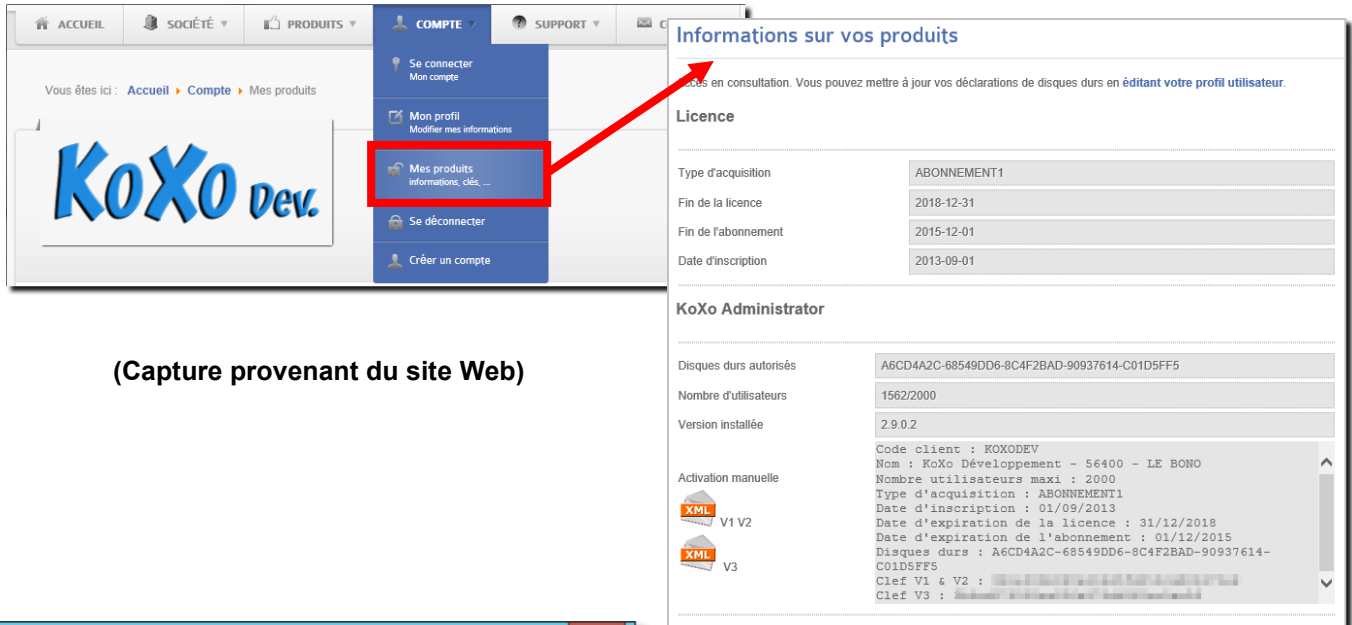 ACCUEIL
SOCIÉTÉ
PRODUITS
COMPTE
SUPPORT
C
Se connecter
Mon compte
Mon profil
Modifier mes informations
Mes produits
informations, clés, ...
Se déconnecter
Créer un compte
Vous êtes ici : Accueil Compte Mes produits
KoXo Dev.
(Capture provenant du site Web)
Informations sur vos produits
Accès en consultation. Vous pouvez mettre à jour vos déclarations de disques durs en éditant votre profil utilisateur.
Licence
Type d'acquisition ABONNEMENT1
Fin de la licence 2018-12-31
Fin de l'abonnement 2015-12-01
Date d'inscription 2013-09-01
KoXo Administrator
Disques durs autorisés A6CD4A2C-68549DD6-8C4F2BAD-90937614-C01D5FF5
Nombre d'utilisateurs 1562/2000
Version installée 2.9.0.2
Activation manuelle
XML V1 V2
XML V3
Code client : KOXODEV
Nom : KoXo Développement - 56400 - LE BONO
Nombre utilisateurs maxi : 2000
Type d'acquisition : ABONNEMENT1
Date d'inscription : 01/09/2013
Date d'expiration de la licence : 31/12/2018
Date d'expiration de l'abonnement : 01/12/2015
Disques durs : A6CD4A2C-68549DD6-8C4F2BAD-90937614-
C01D5FF5
Clef V1 & V2 :
Clef V3 :